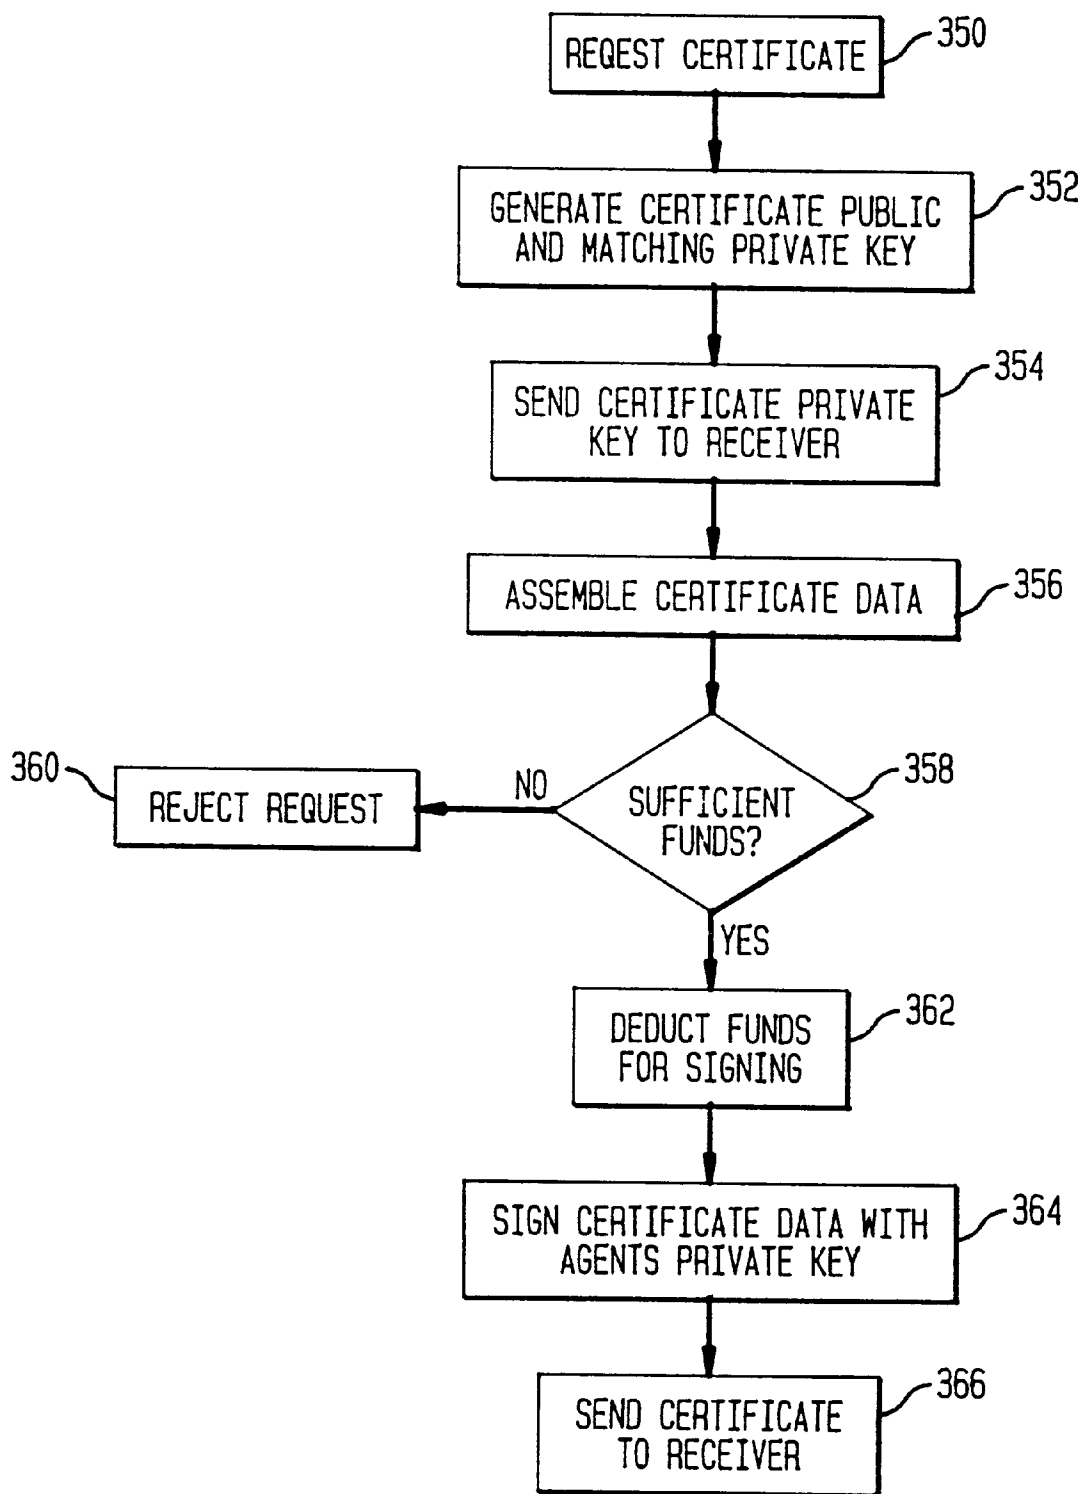 REQEST CERTIFICATE
350
GENERATE CERTIFICATE PUBLIC
AND MATCHING PRIVATE KEY
352
SEND CERTIFICATE PRIVATE
KEY TO RECEIVER
354
ASSEMBLE CERTIFICATE DATA
356
SUFFICIENT
FUNDS?
358
NO
360
REJECT REQUEST
YES
DEDUCT FUNDS
FOR SIGNING
362
SIGN CERTIFICATE DATA WITH
AGENTS PRIVATE KEY
364
SEND CERTIFICATE
TO RECEIVER
366